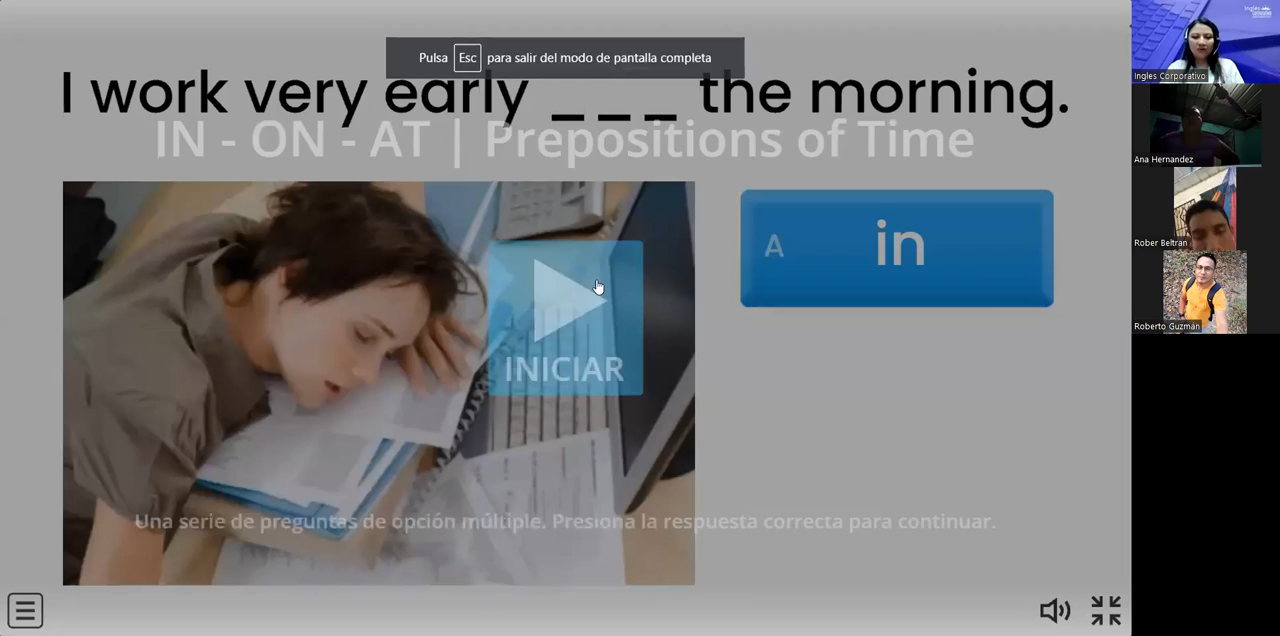 Pulsa Esc para salir del modo de pantalla completa
I work very early _ _ _ the morning.
IN - ON - AT | Prepositions of Time
A in
INICIAR
Una serie de preguntas de opción múltiple. Presiona la respuesta correcta para continuar.
Ingles Corporativo
Ana Hernandez
Rober Beltran
Roberto Guzmán